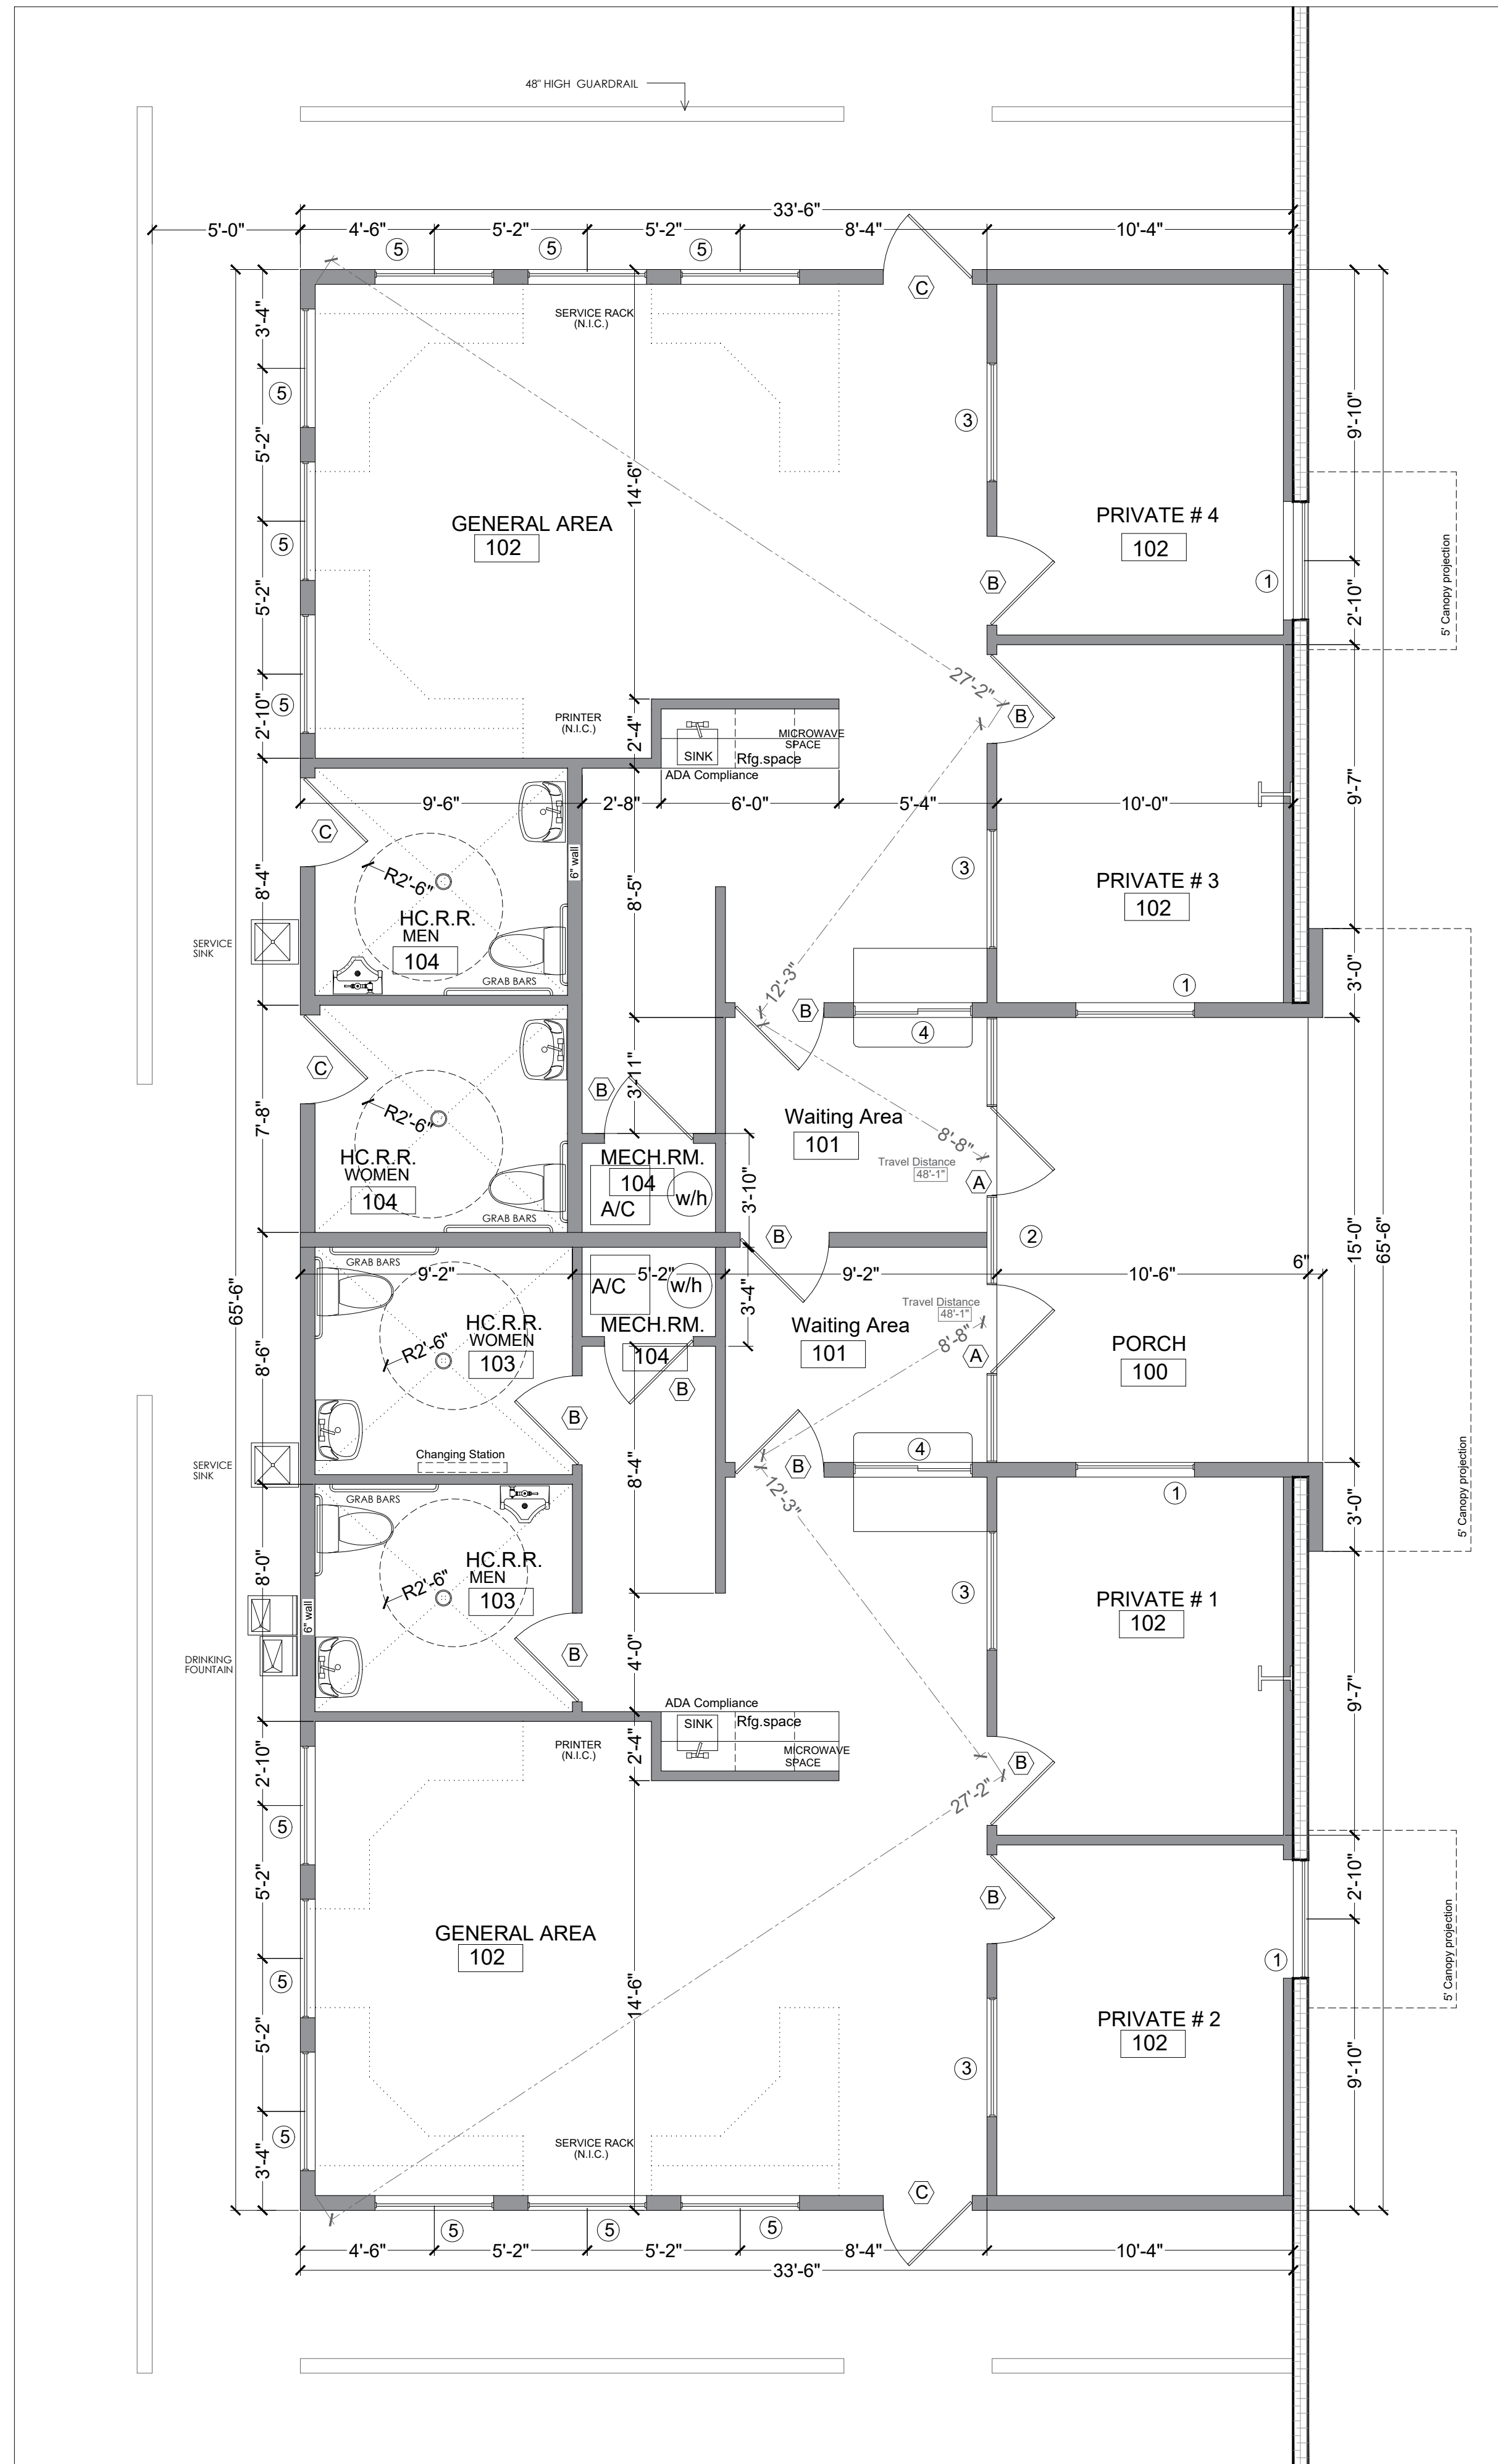 48" HIGH GUARDRAIL
33'-6"
5'-0"
4'-6"
5'-2"
5'-2"
8'-4"
10'-4"
5
5
5
C
3'-4"
SERVICE RACK
(N.I.C.)
5
3
9'-10"
5'-2"
14'-6"
GENERAL AREA
102
PRIVATE # 4
102
5
B
1
5' Canopy projection
5'-2"
2'-10"
27'-2"
5
2'-10"
PRINTER
(N.I.C.)
2'-4"
SINK
Rfg.space
MICROWAVE
SPACE
ADA Compliance
B
9'-6"
2'-8"
6'-0"
5'-4"
10'-0"
9'-7"
C
6" wall
R2'-6"
8'-4"
8'-5"
3
PRIVATE # 3
102
HC.R.R.
MEN
104
SERVICE
SINK
GRAB BARS
12'-3"
1
3'-0"
B
4
C
B
3'-11"
R2'-6"
7'-8"
Waiting Area
101
8'-8"
Travel Distance
48'-1"
A
HC.R.R.
WOMEN
104
MECH.RM.
104
A/C
w/h
3'-10"
GRAB BARS
B
2
15'-0"
65'-6"
GRAB BARS
9'-2"
5'-2"
9'-2"
10'-6"
6"
65'-6"
A/C
w/h
3'-4"
Travel Distance
48'-1"
HC.R.R.
WOMEN
103
R2'-6"
MECH.RM.
104
Waiting Area
101
8'-8"
A
PORCH
100
8'-6"
B
B
Changing Station
4
SERVICE
SINK
8'-4"
B
12'-3"
1
3'-0"
5' Canopy projection
GRAB BARS
HC.R.R.
MEN
103
R2'-6"
8'-0"
6" wall
3
PRIVATE # 1
102
DRINKING
FOUNTAIN
B
4'-0"
9'-7"
ADA Compliance
SINK
Rfg.space
MICROWAVE
SPACE
PRINTER
(N.I.C.)
2'-4"
2'-10"
B
27'-2"
5
5'-2"
B
2'-10"
GENERAL AREA
102
1
5' Canopy projection
5
14'-6"
5'-2"
PRIVATE # 2
102
3
9'-10"
5
3'-4"
SERVICE RACK
(N.I.C.)
C
5
5
5
4'-6"
5'-2"
5'-2"
8'-4"
10'-4"
33'-6"